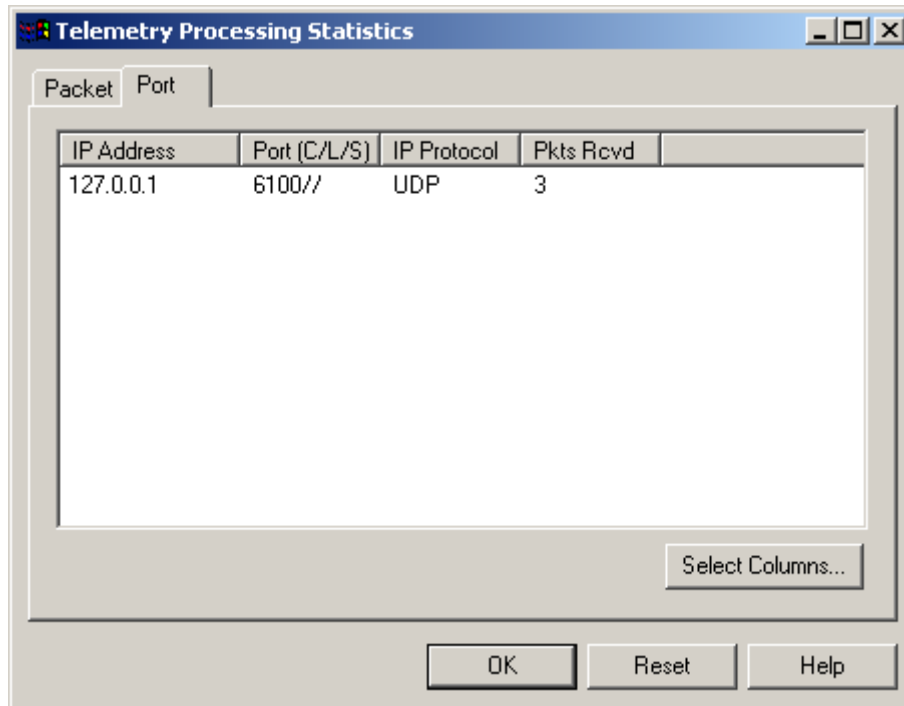 Telemetry Processing Statistics
Packet Port
IP Address Port (C/L/S) IP Protocol Pkts Rcvd
127.0.0.1 6100// UDP 3
Select Columns...
OK Reset Help